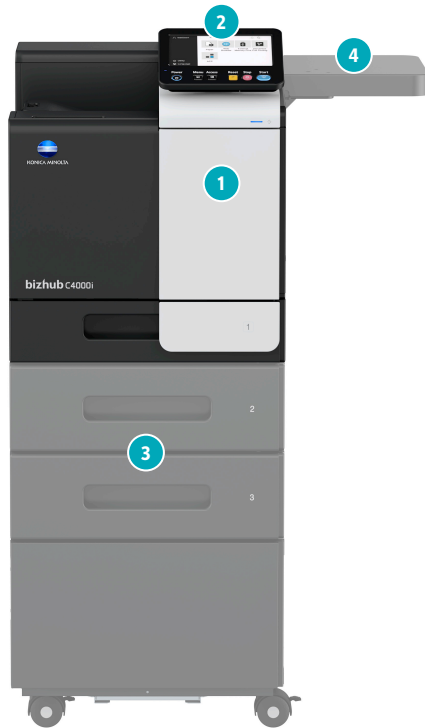 2
4
Power Menu Access Reset Stop Start
KONICA MINOLTA
1
bizhub C4000i
1
2
3
3